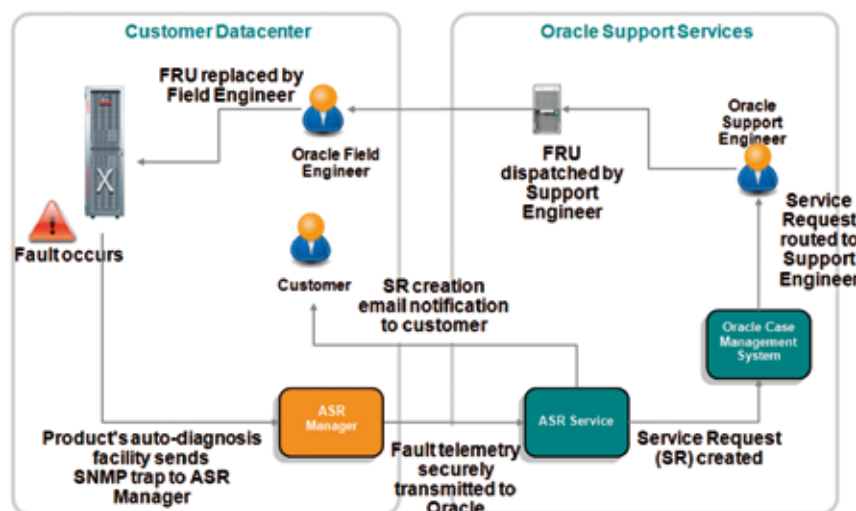 Customer Datacenter
Oracle Support Services
FRU replaced by
Field Engineer
Oracle Field
Engineer
Oracle
Support
Engineer
FRU
dispatched by
Support
Engineer
Service
Request
routed to
Support
Engineer
X
Fault occurs
Customer
SR creation
email notification
to customer
Oracle Case
Management
System
ASR
Manager
ASR Service
Product's auto-diagnosis
facility sends
SNMP trap to ASR
Manager
Fault telemetry
securely
transmitted to
Oracle
Service Request
(SR) created